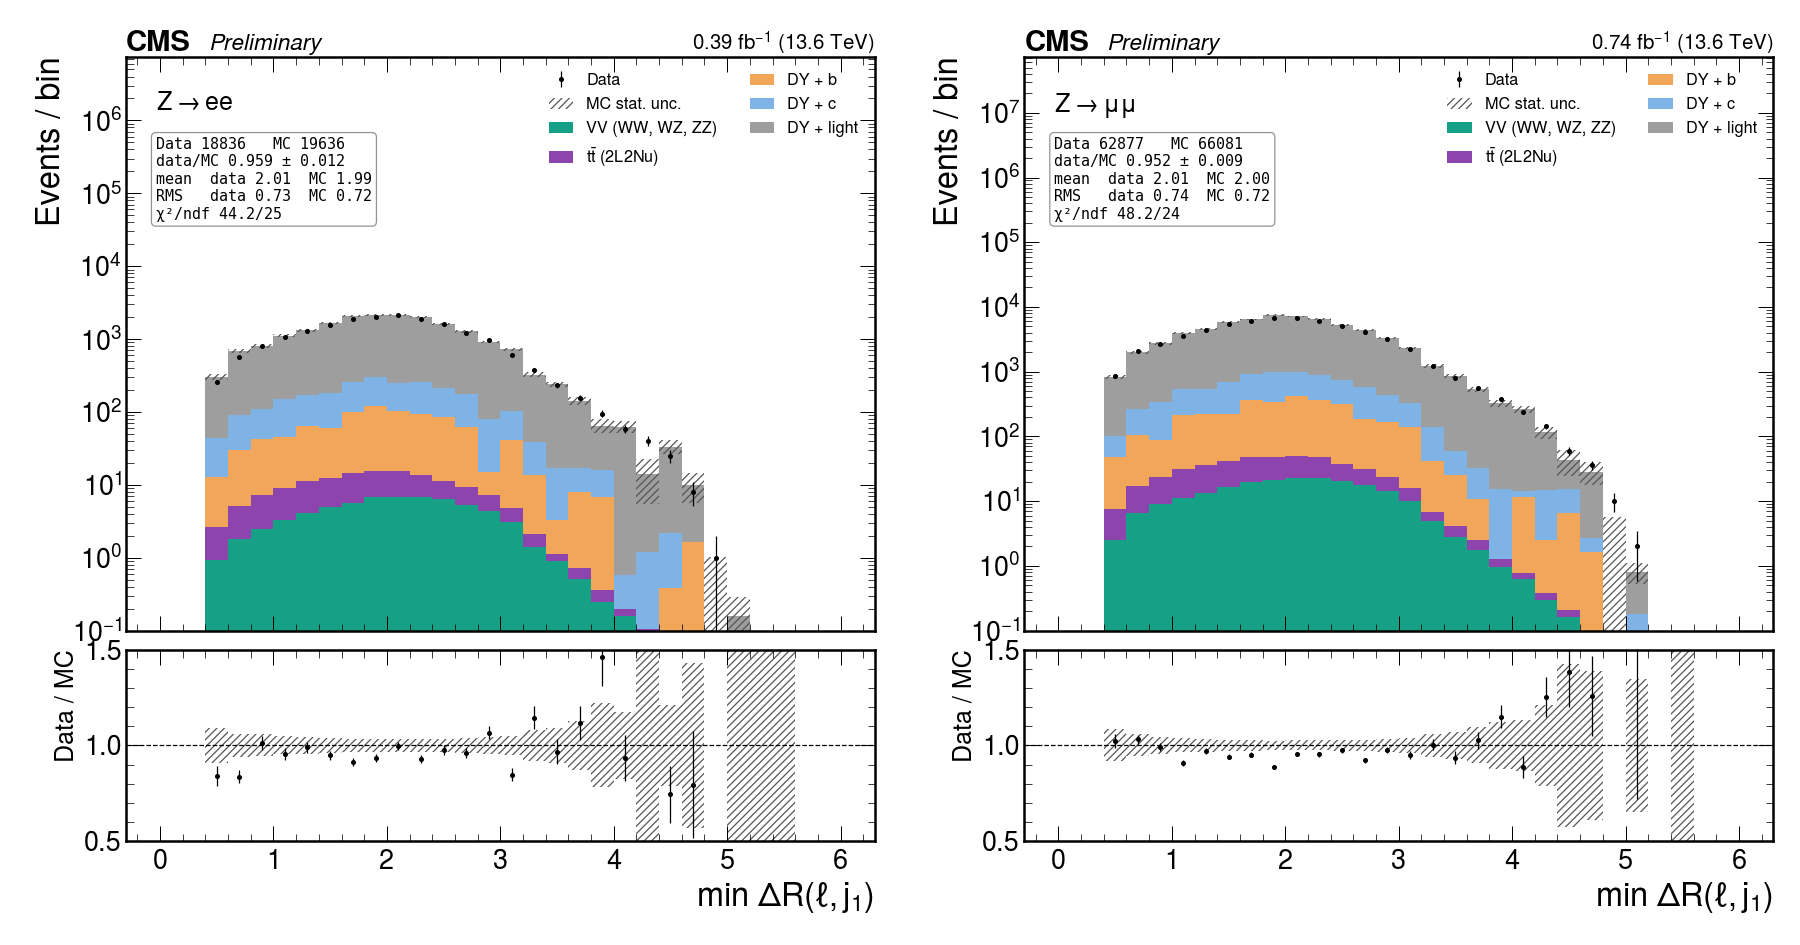 CMS Preliminary 0.39 fb⁻¹ (13.6 TeV)
Events / bin
Z → ee
Data 18836 MC 19636
data/MC 0.959 ± 0.012
mean data 2.01 MC 1.99
RMS data 0.73 MC 0.72
χ²/ndf 44.2/25
Data
MC stat. unc.
VV (WW, WZ, ZZ)
tt̄ (2L2Nu)
DY + b
DY + c
DY + light
10⁶
10⁵
10⁴
10³
10²
10¹
10⁰
10⁻¹
Data / MC
1.5
1.0
0.5
0 1 2 3 4 5 6
min ΔR(ℓ, j₁)
CMS Preliminary 0.74 fb⁻¹ (13.6 TeV)
Events / bin
Z → μμ
Data 62877 MC 66081
data/MC 0.952 ± 0.009
mean data 2.01 MC 2.00
RMS data 0.74 MC 0.72
χ²/ndf 48.2/24
Data
MC stat. unc.
VV (WW, WZ, ZZ)
tt̄ (2L2Nu)
DY + b
DY + c
DY + light
10⁷
10⁶
10⁵
10⁴
10³
10²
10¹
10⁰
10⁻¹
Data / MC
1.5
1.0
0.5
0 1 2 3 4 5 6
min ΔR(ℓ, j₁)